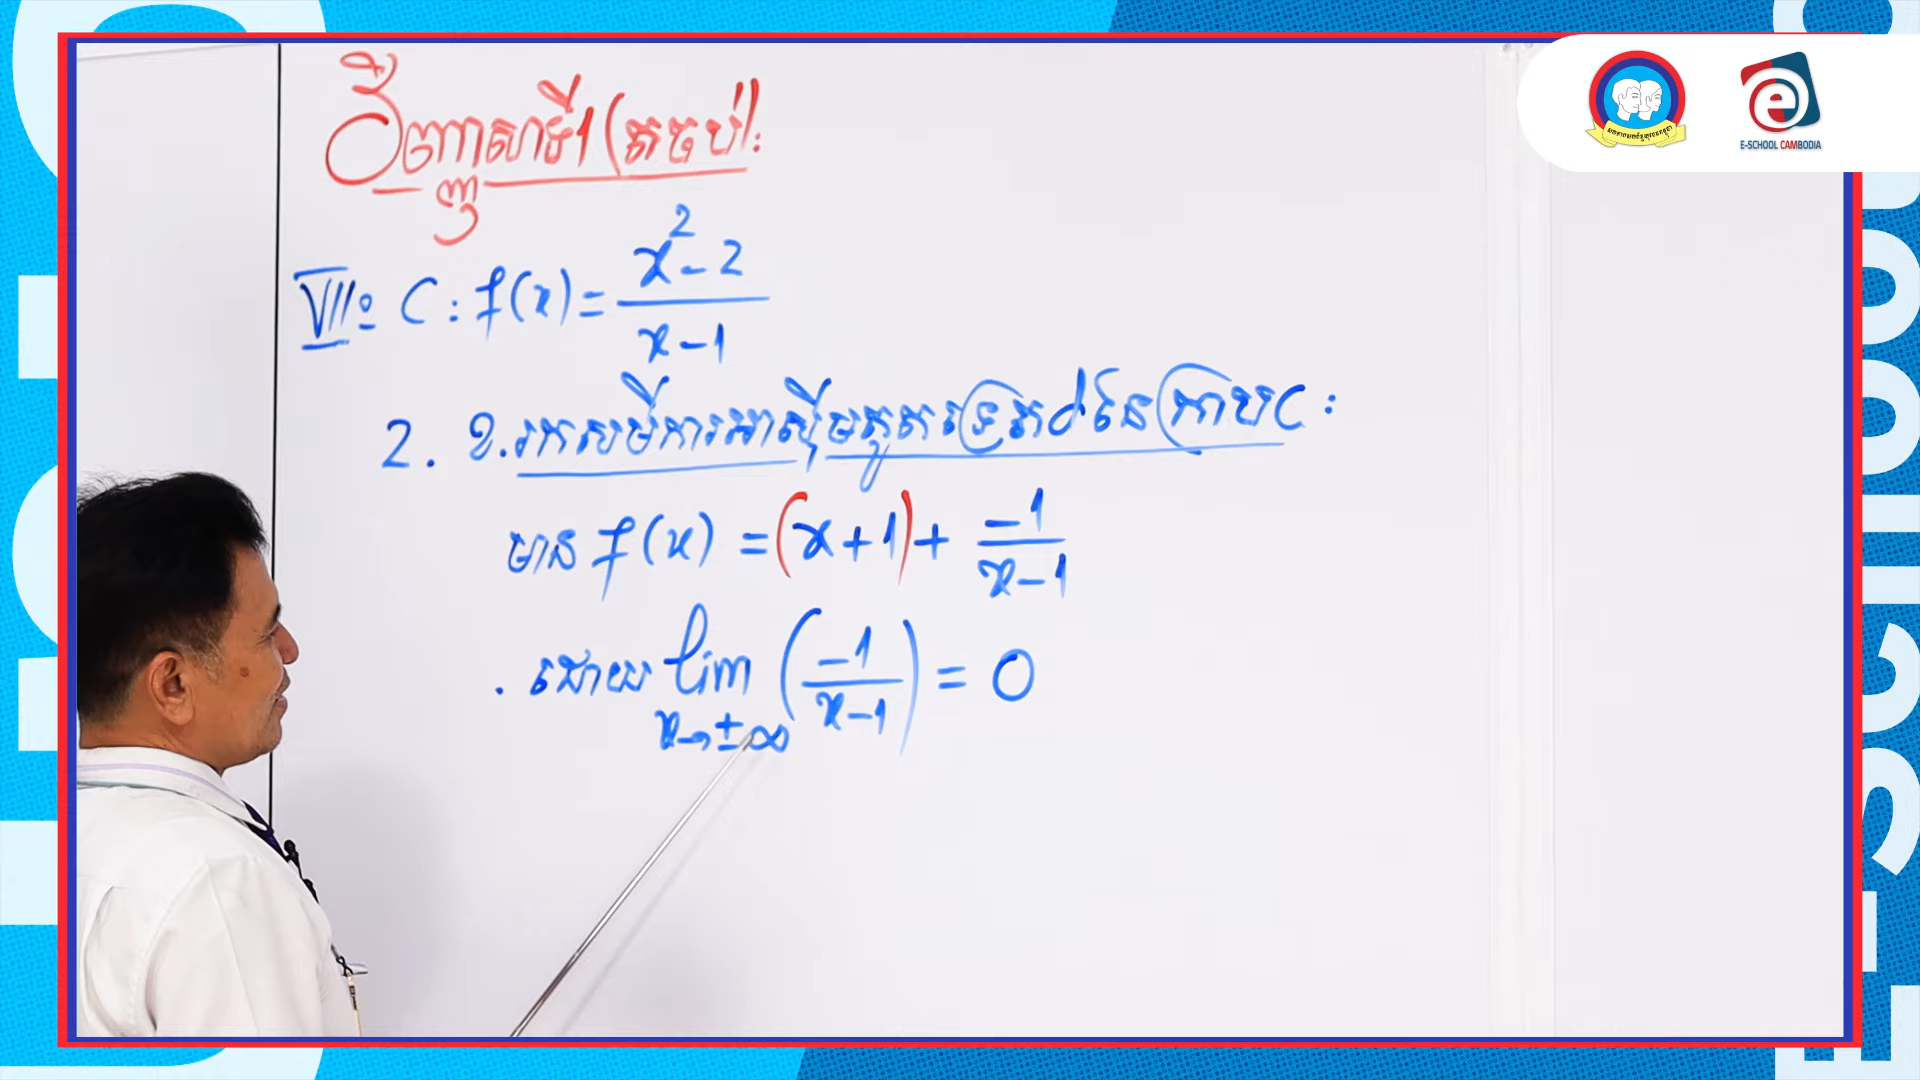 វិញ្ញាសាទី1 (តចប់):
VII: C : f(x) = (x^2 - 2)/(x - 1)
2. ខ. រកសមីការអាស៊ីមតូតទ្រេត d នៃក្រាប C :
មាន f(x) = (x + 1) + (-1)/(x - 1)
. ដោយ lim x→±∞ ((-1)/(x - 1)) = 0
E-SCHOOL CAMBODIA